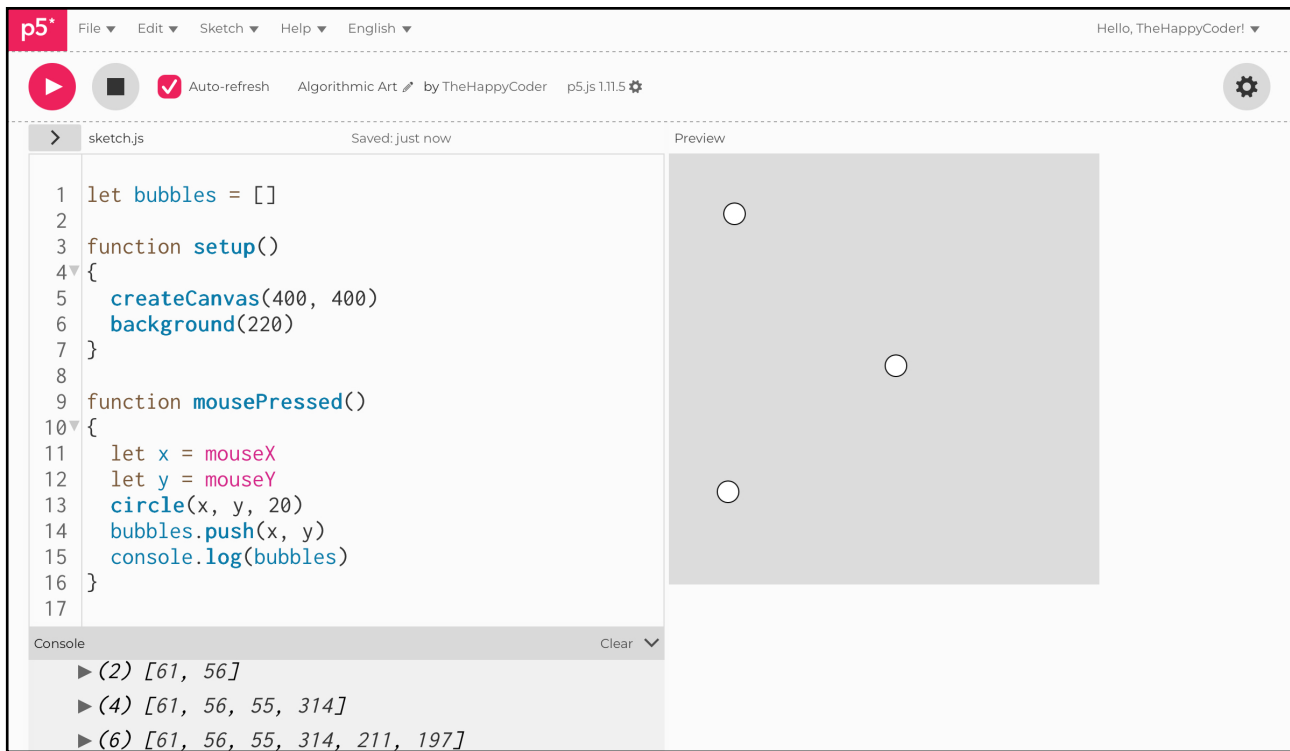 p5* File Edit Sketch Help English Hello, TheHappyCoder!
Auto-refresh Algorithmic Art by TheHappyCoder p5.js 1.11.5
sketch.js Saved: just now Preview
1 let bubbles = []
2
3 function setup()
4 {
5 createCanvas(400, 400)
6 background(220)
7 }
8
9 function mousePressed()
10 {
11 let x = mouseX
12 let y = mouseY
13 circle(x, y, 20)
14 bubbles.push(x, y)
15 console.log(bubbles)
16 }
17
Console Clear
(2) [61, 56]
(4) [61, 56, 55, 314]
(6) [61, 56, 55, 314, 211, 197]